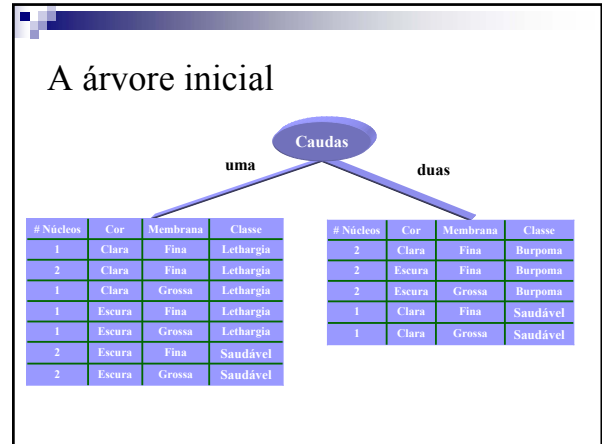 A árvore inicial
Caudas
uma
duas
# Núcleos Cor Membrana Classe
1 Clara Fina Lethargia
2 Clara Fina Lethargia
1 Clara Grossa Lethargia
1 Escura Fina Lethargia
1 Escura Grossa Lethargia
2 Escura Fina Saudável
2 Escura Grossa Saudável
# Núcleos Cor Membrana Classe
2 Clara Fina Burpoma
2 Escura Fina Burpoma
2 Escura Grossa Burpoma
1 Clara Fina Saudável
1 Clara Grossa Saudável